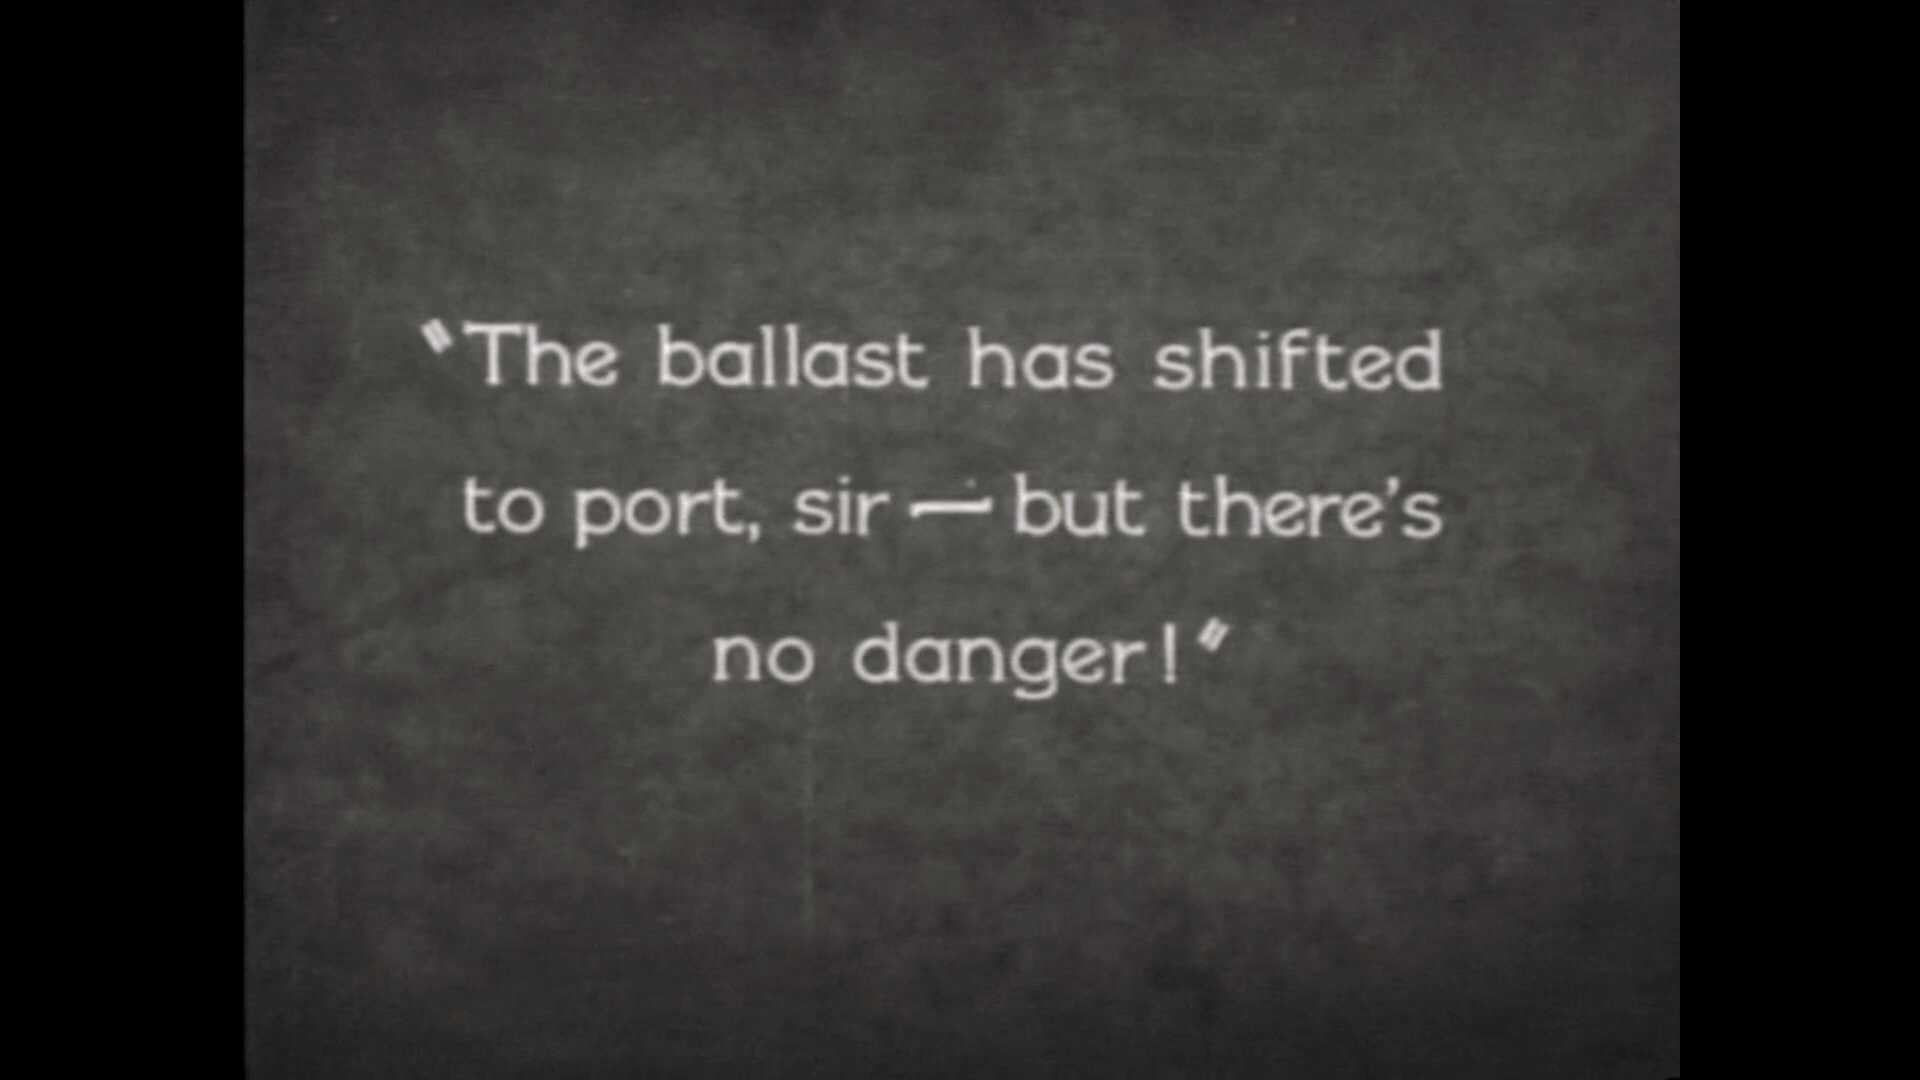 "The ballast has shifted
to port, sir — but there's
no danger!"